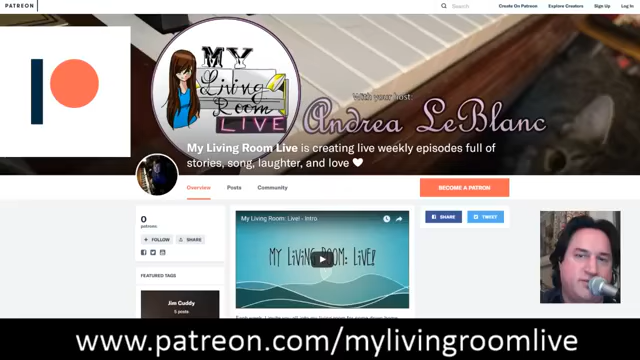 PATREON
Search
Create On Patreon
Explore Creators
Sign Up
Log In
MY
Living
Room
LIVE
With your host:
Andrea LeBlanc
My Living Room Live is creating live weekly episodes full of
stories, song, laughter, and love
Overview
Posts
Community
BECOME A PATRON
0
patrons
+ FOLLOW
SHARE
FEATURED TAGS
Jim Cuddy
5 posts
My Living Room: Live! - Intro
MY LIVING ROOM: LIVE!
SHARE
TWEET
www.patreon.com/mylivingroomlive